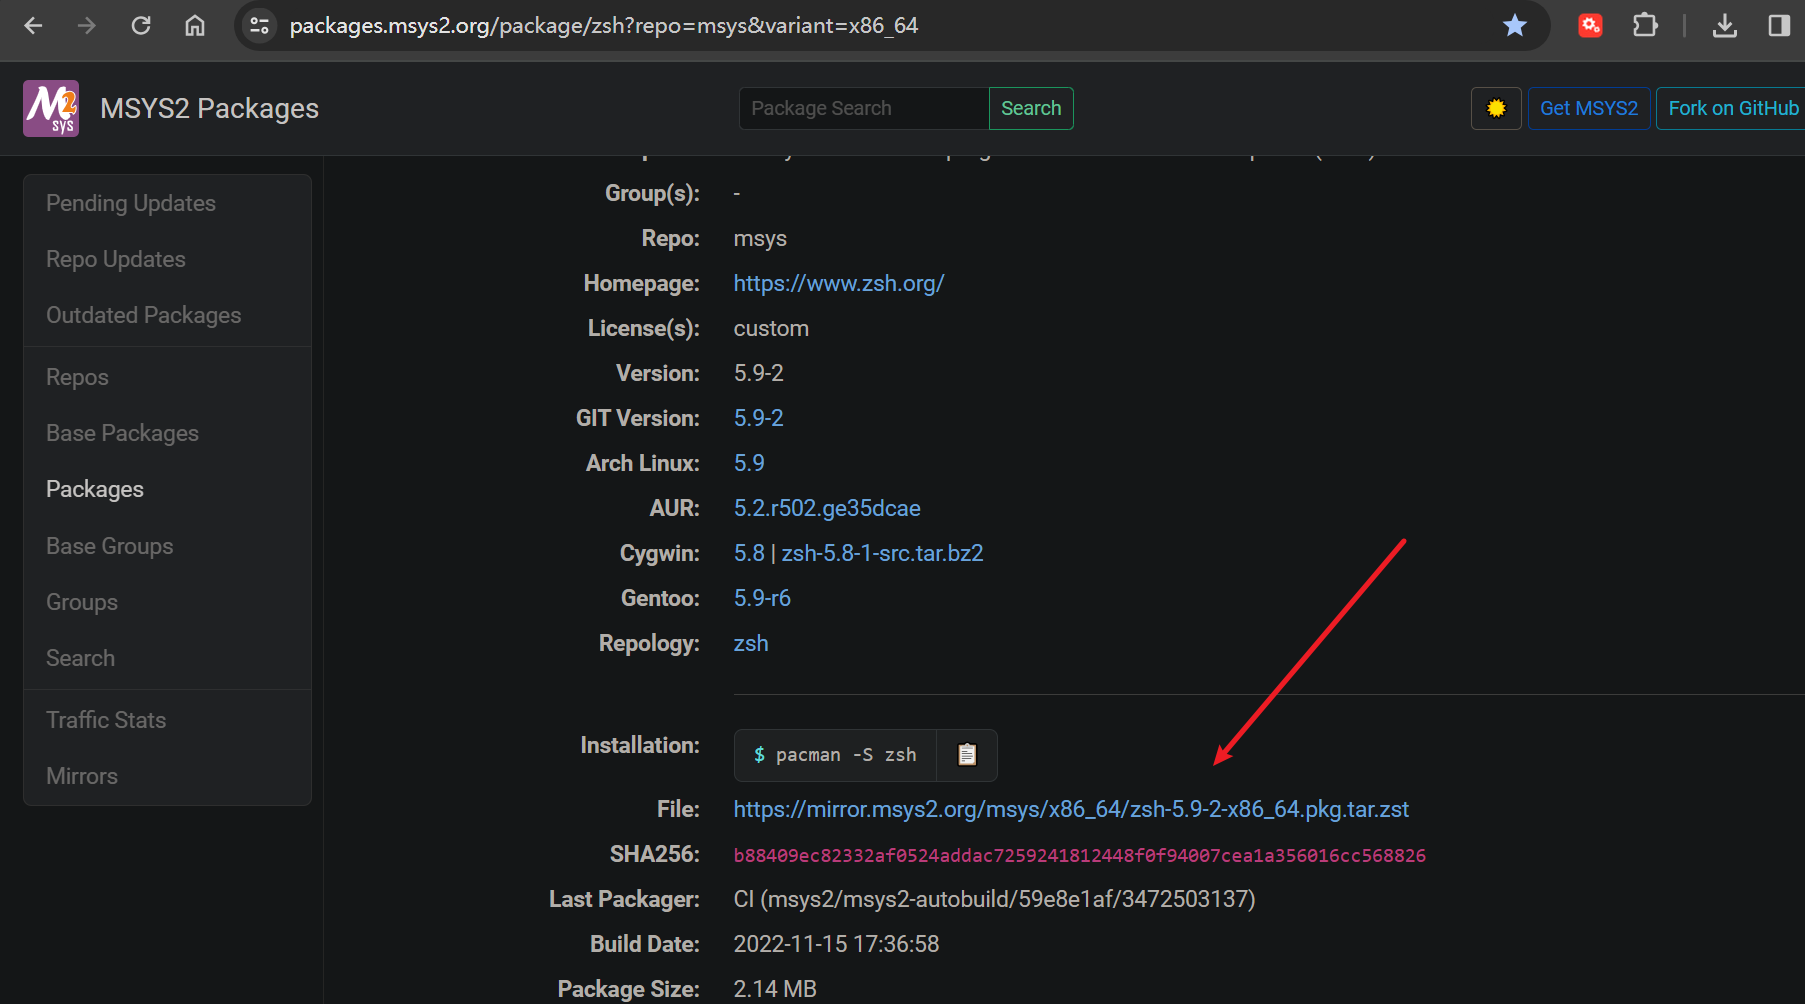 packages.msys2.org/package/zsh?repo=msys&variant=x86_64
M2 sys
MSYS2 Packages
Package Search
Search
Get MSYS2
Fork on GitHub
Pending Updates
Repo Updates
Outdated Packages
Repos
Base Packages
Packages
Base Groups
Groups
Search
Traffic Stats
Mirrors
Group(s): -
Repo: msys
Homepage: https://www.zsh.org/
License(s): custom
Version: 5.9-2
GIT Version: 5.9-2
Arch Linux: 5.9
AUR: 5.2.r502.ge35dcae
Cygwin: 5.8 | zsh-5.8-1-src.tar.bz2
Gentoo: 5.9-r6
Repology: zsh
Installation: $ pacman -S zsh
File: https://mirror.msys2.org/msys/x86_64/zsh-5.9-2-x86_64.pkg.tar.zst
SHA256: b88409ec82332af0524addac7259241812448f0f94007cea1a356016cc568826
Last Packager: CI (msys2/msys2-autobuild/59e8e1af/3472503137)
Build Date: 2022-11-15 17:36:58
Package Size: 2.14 MB